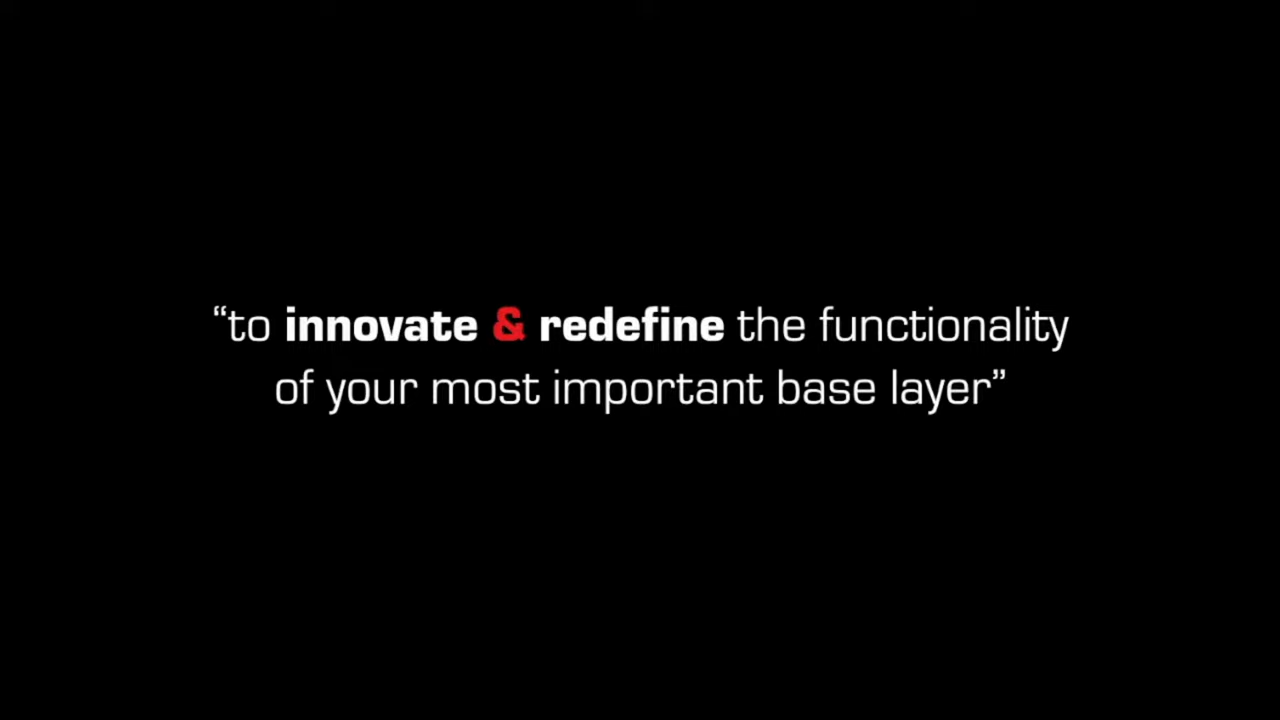 “to innovate & redefine the functionality
of your most important base layer”